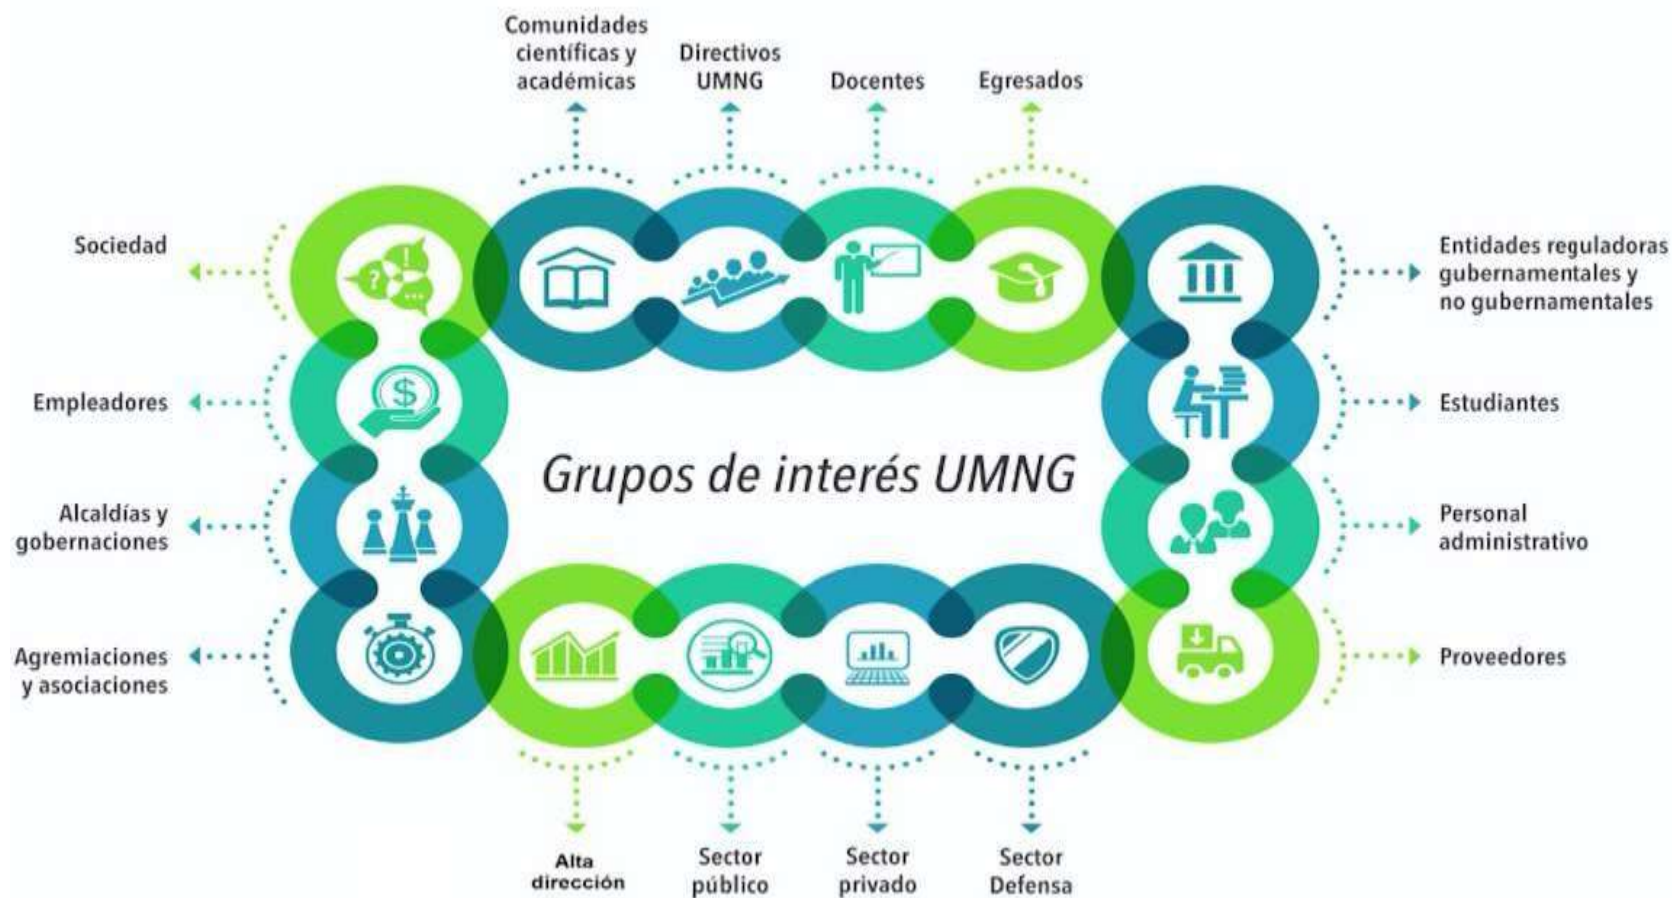 Comunidades
científicas y
académicas
Directivos
UMNG
Docentes
Egresados
Sociedad
Entidades reguladoras
gubernamentales y
no gubernamentales
Empleadores
Estudiantes
Grupos de interés UMNG
Alcaldías y
gobernaciones
Personal
administrativo
Agremiaciones
y asociaciones
Proveedores
Alta
dirección
Sector
público
Sector
privado
Sector
Defensa